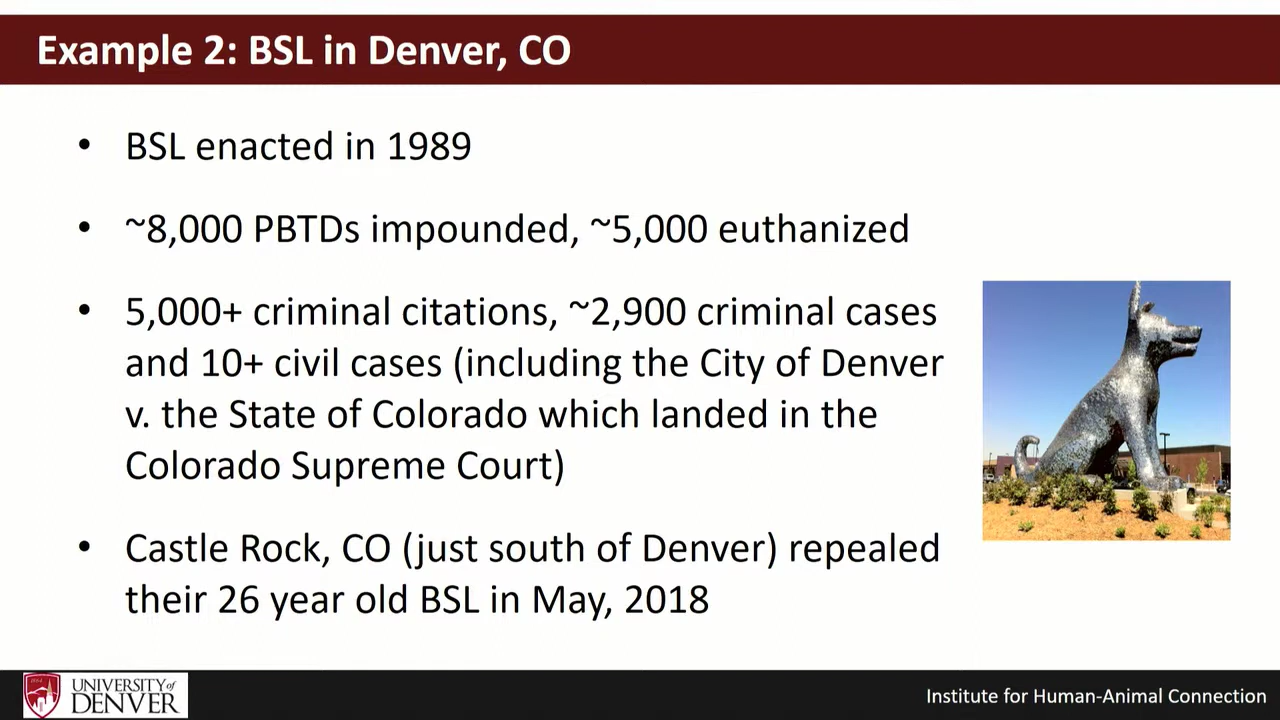 Example 2: BSL in Denver, CO
• BSL enacted in 1989
• ~8,000 PBTDs impounded, ~5,000 euthanized
• 5,000+ criminal citations, ~2,900 criminal cases
and 10+ civil cases (including the City of Denver
v. the State of Colorado which landed in the
Colorado Supreme Court)
• Castle Rock, CO (just south of Denver) repealed
their 26 year old BSL in May, 2018
UNIVERSITY of
DENVER
Institute for Human-Animal Connection